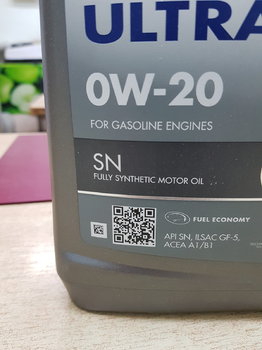 ULTRA
0W-20
FOR GASOLINE ENGINES
SN
FULLY SYNTHETIC MOTOR OIL
FUEL ECONOMY
API SN, ILSAC GF-5,
ACEA A1/B1